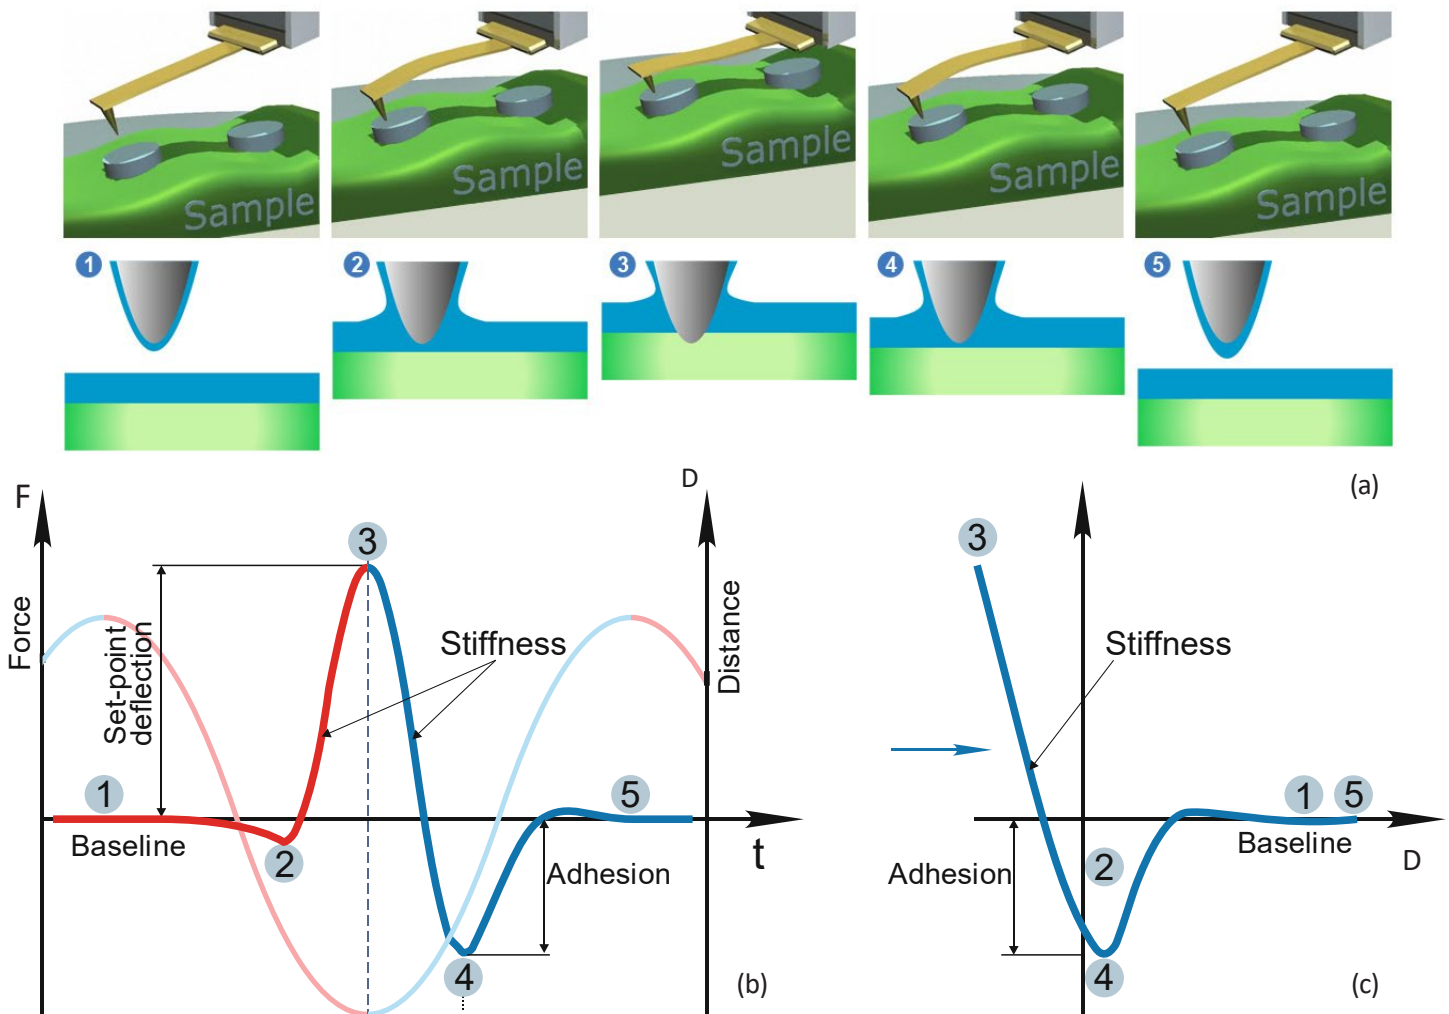 Sample
Sample
Sample
Sample
Sample
1
2
3
4
5
(a)
F
D
3
3
Force
Set-point
deflection
Stiffness
Distance
Stiffness
1
5
1
5
Baseline
t
Baseline
D
2
Adhesion
Adhesion
2
4
(b)
4
(c)